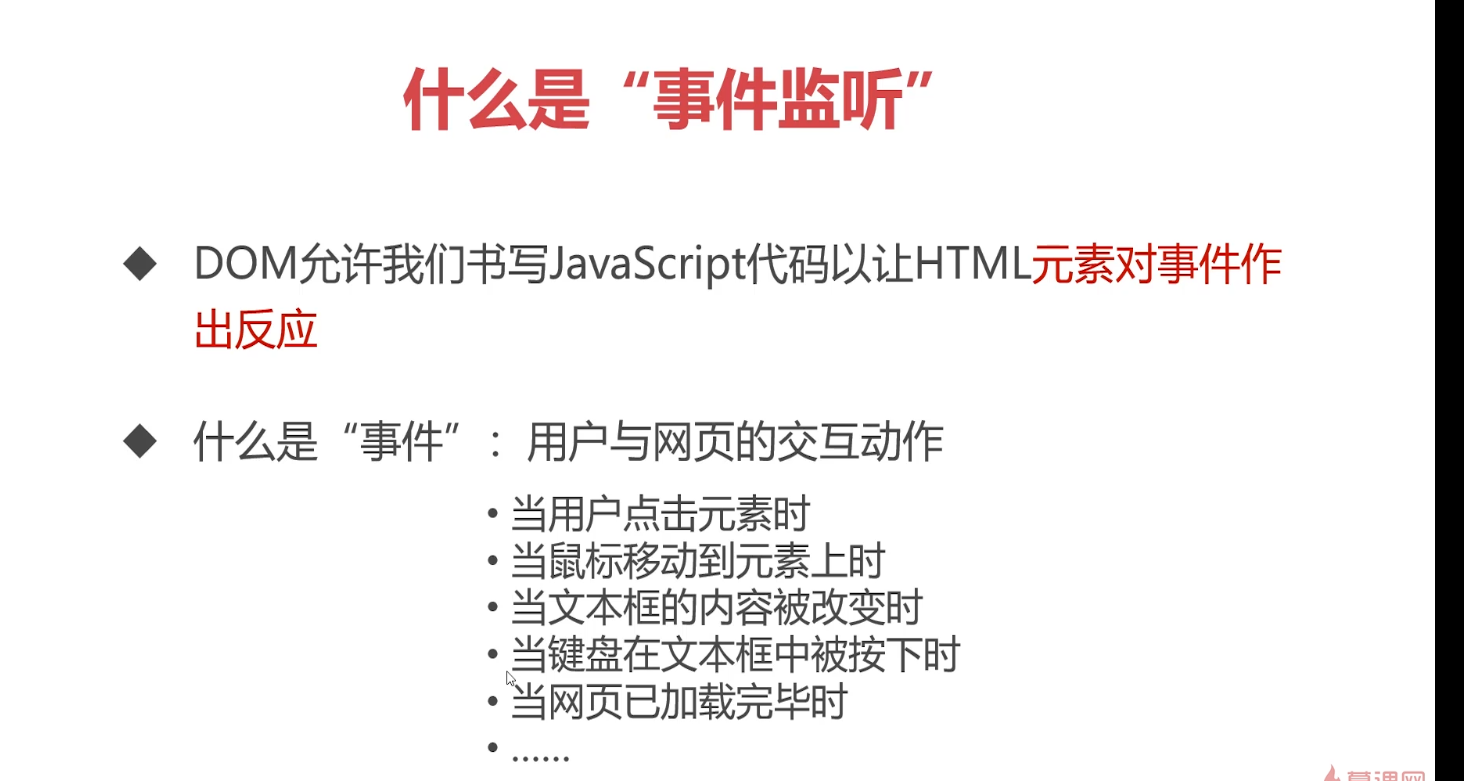 什么是“事件监听”
◆ DOM允许我们书写JavaScript代码以让HTML元素对事件作
出反应
◆ 什么是“事件”：用户与网页的交互动作
• 当用户点击元素时
• 当鼠标移动到元素上时
• 当文本框的内容被改变时
• 当键盘在文本框中被按下时
• 当网页已加载完毕时
• ……
慕课网